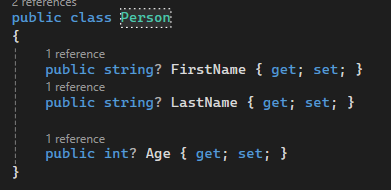 2 references
public class Person
{
1 reference
public string? FirstName { get; set; }
1 reference
public string? LastName { get; set; }
1 reference
public int? Age { get; set; }
}